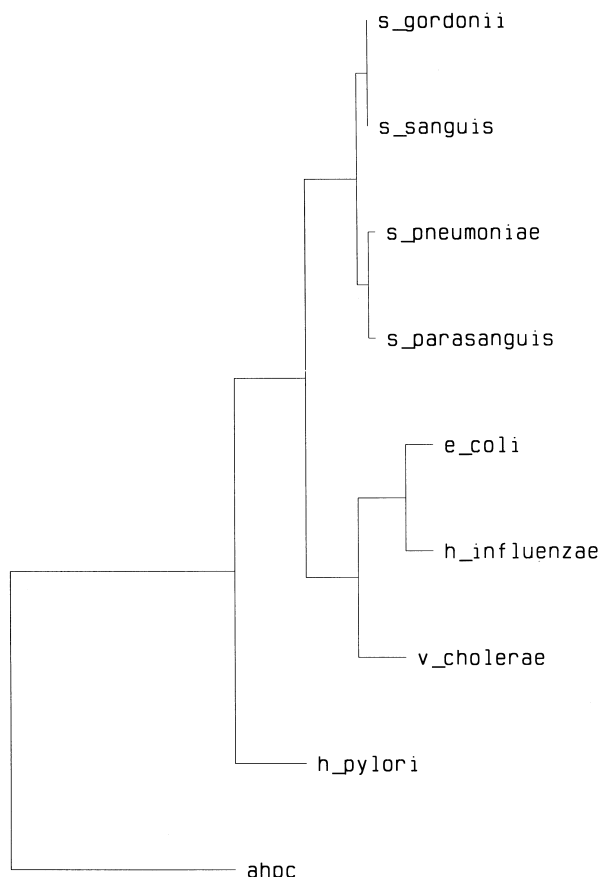 s_gordonii
s_sanguis
s_pneumoniae
s_parasanguis
e_coli
h_influenzae
v_cholerae
h_pylori
ahpc